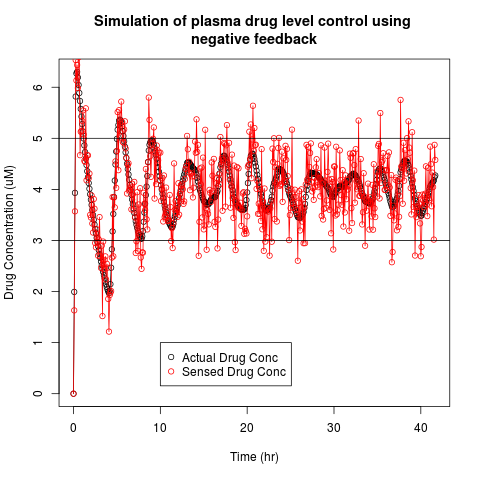 Simulation of plasma drug level control using
negative feedback
Drug Concentration (uM)
6
5
4
3
2
1
0
Actual Drug Conc
Sensed Drug Conc
0
10
20
30
40
Time (hr)